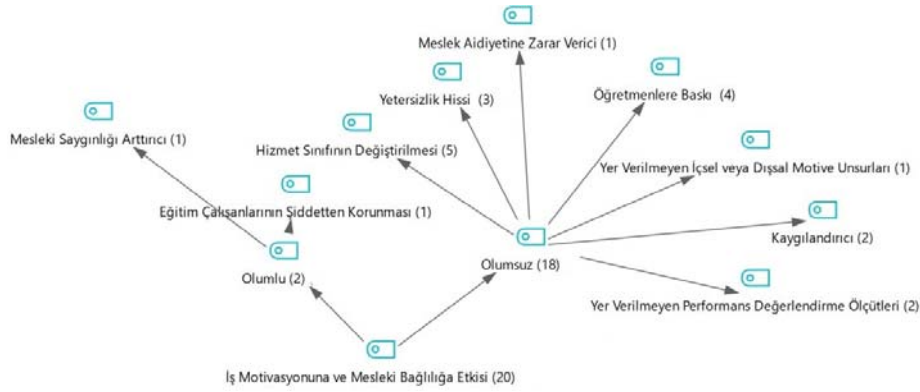 Meslek Aidiyetine Zarar Verici (1)
Yetersizlik Hissi (3)
Öğretmenlere Baskı (4)
Mesleki Saygınlığı Arttırıcı (1)
Hizmet Sınıfının Değiştirilmesi (5)
Yer Verilmeyen İçsel veya Dışsal Motive Unsurları (1)
Eğitim Çalışanlarının Şiddetten Korunması (1)
Kaygılandırıcı (2)
Olumlu (2)
Olumsuz (18)
Yer Verilmeyen Performans Değerlendirme Ölçütleri (2)
İş Motivasyonuna ve Mesleki Bağlılığa Etkisi (20)